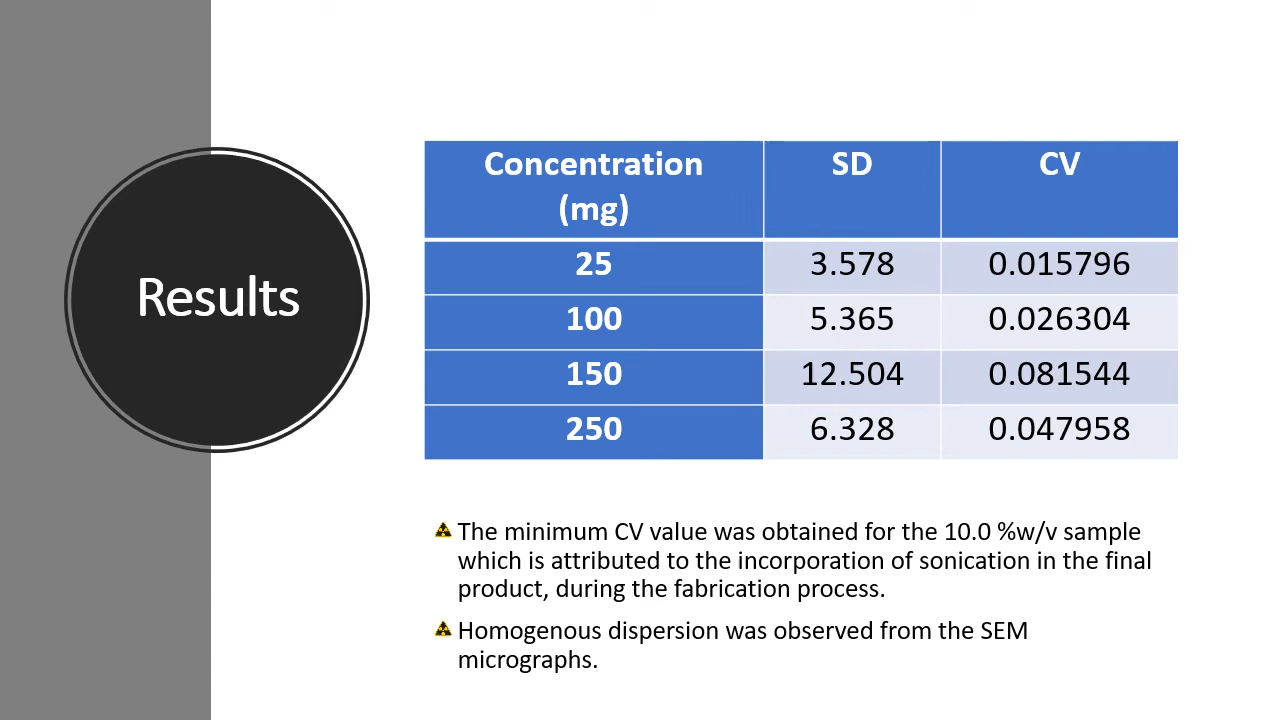 Results
Concentration
(mg)
SD
CV
25
3.578
0.015796
100
5.365
0.026304
150
12.504
0.081544
250
6.328
0.047958
The minimum CV value was obtained for the 10.0 %w/v sample
which is attributed to the incorporation of sonication in the final
product, during the fabrication process.
Homogenous dispersion was observed from the SEM
micrographs.